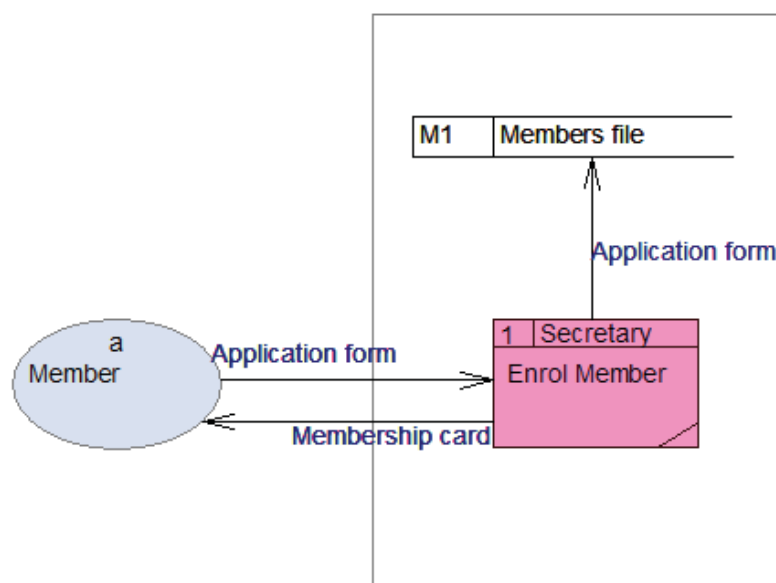 M1 Members file
Application form
a
Member
Application form
1 Secretary
Enrol Member
Membership card